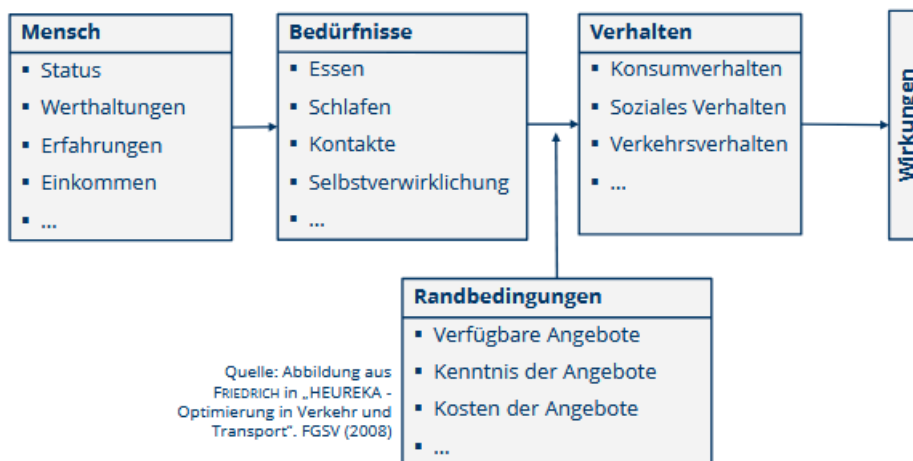 Mensch
▪ Status
▪ Werthaltungen
▪ Erfahrungen
▪ Einkommen
▪ ...
Bedürfnisse
▪ Essen
▪ Schlafen
▪ Kontakte
▪ Selbstverwirklichung
▪ ...
Verhalten
▪ Konsumverhalten
▪ Soziales Verhalten
▪ Verkehrsverhalten
▪ ...
Wirkungen
Randbedingungen
▪ Verfügbare Angebote
▪ Kenntnis der Angebote
▪ Kosten der Angebote
▪ ...
Quelle: Abbildung aus
FRIEDRICH in „HEUREKA -
Optimierung in Verkehr und
Transport". FGSV (2008)